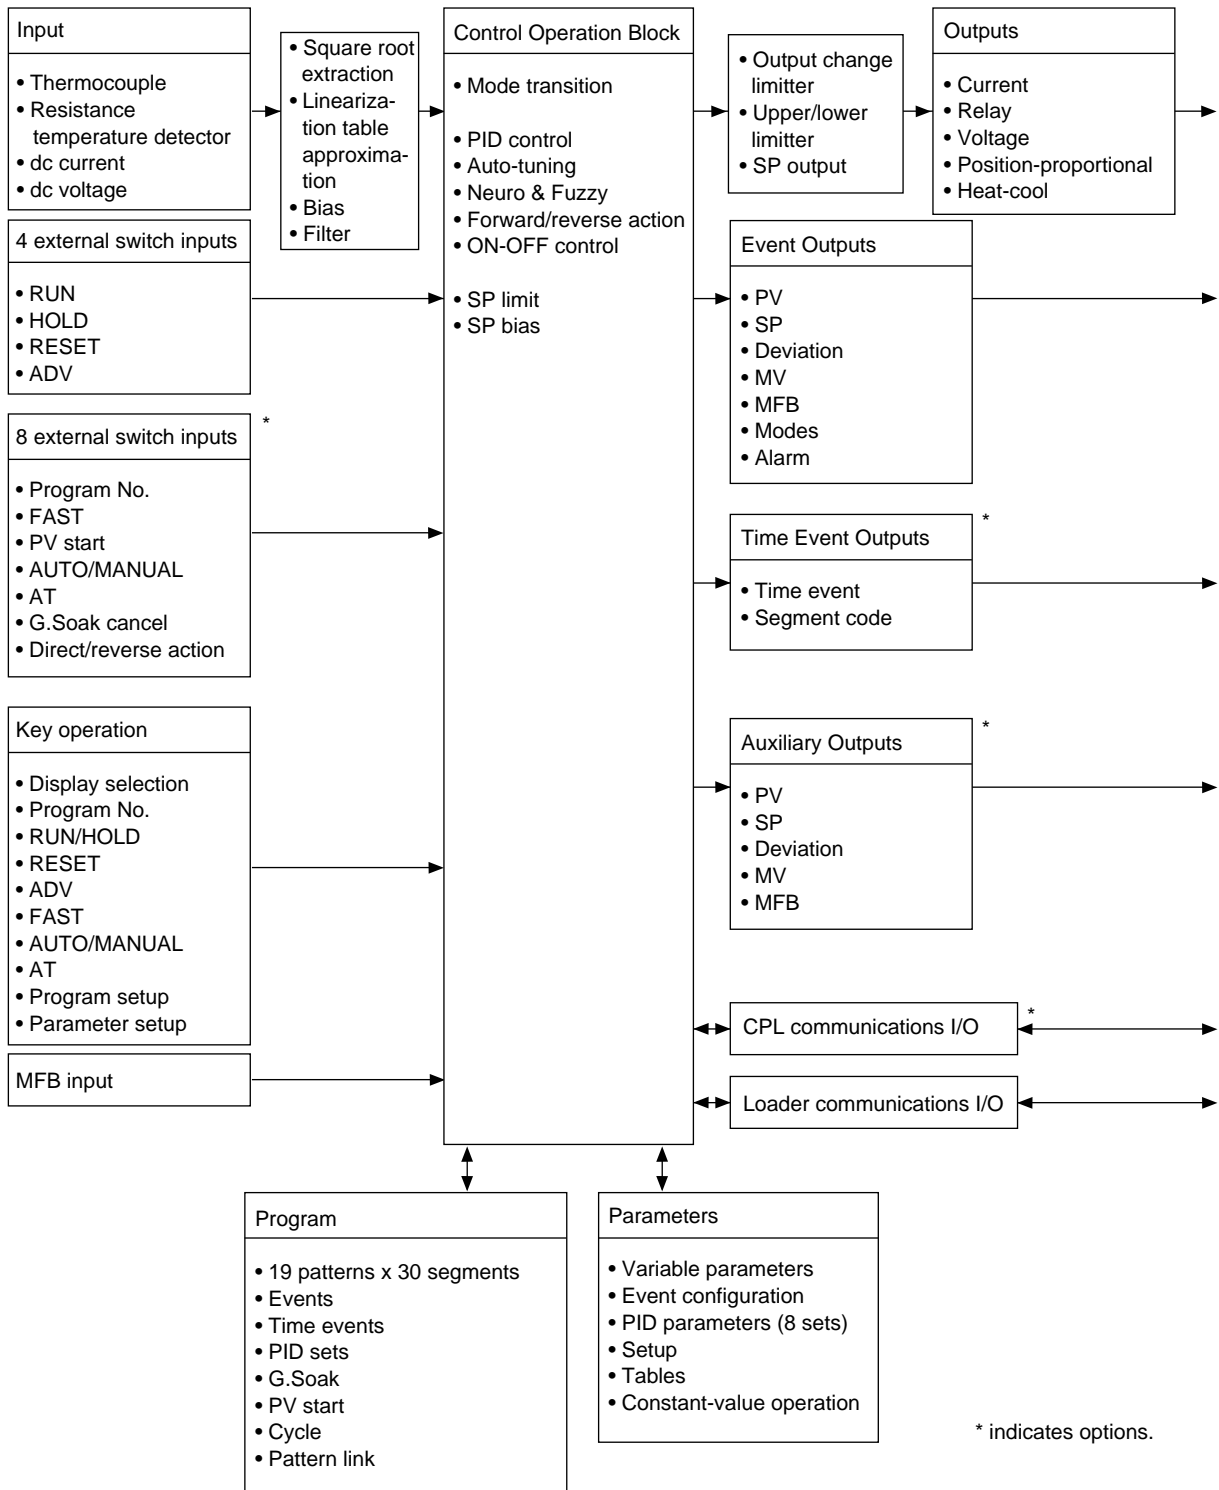 Input
• Thermocouple
• Resistance
temperature detector
• dc current
• dc voltage
• Square root
extraction
• Lineariza-
tion table
approxima-
tion
• Bias
• Filter
Control Operation Block
• Mode transition
• PID control
• Auto-tuning
• Neuro & Fuzzy
• Forward/reverse action
• ON-OFF control
• SP limit
• SP bias
• Output change
limitter
• Upper/lower
limitter
• SP output
Outputs
• Current
• Relay
• Voltage
• Position-proportional
• Heat-cool
4 external switch inputs
• RUN
• HOLD
• RESET
• ADV
Event Outputs
• PV
• SP
• Deviation
• MV
• MFB
• Modes
• Alarm
8 external switch inputs
*
• Program No.
• FAST
• PV start
• AUTO/MANUAL
• AT
• G.Soak cancel
• Direct/reverse action
Time Event Outputs
*
• Time event
• Segment code
Key operation
• Display selection
• Program No.
• RUN/HOLD
• RESET
• ADV
• FAST
• AUTO/MANUAL
• AT
• Program setup
• Parameter setup
Auxiliary Outputs
*
• PV
• SP
• Deviation
• MV
• MFB
CPL communications I/O
*
MFB input
Loader communications I/O
Program
• 19 patterns x 30 segments
• Events
• Time events
• PID sets
• G.Soak
• PV start
• Cycle
• Pattern link
Parameters
• Variable parameters
• Event configuration
• PID parameters (8 sets)
• Setup
• Tables
• Constant-value operation
* indicates options.